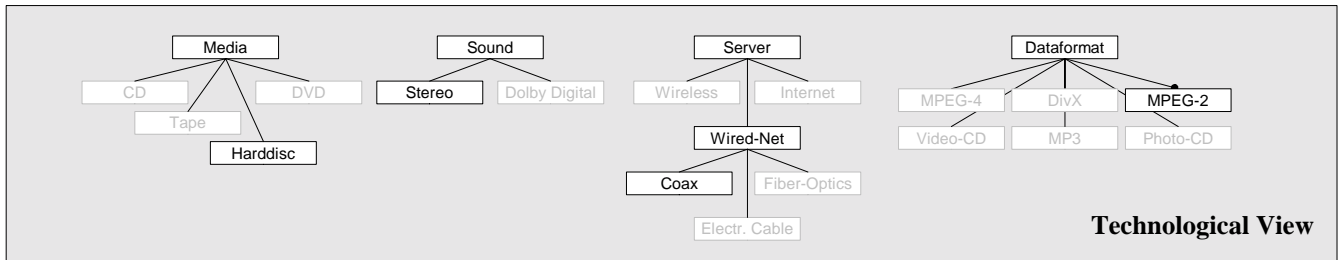 Media Sound Server Dataformat
CD DVD Stereo Dolby Digital Wireless Internet MPEG-4 DivX MPEG-2
Tape Video-CD MP3 Photo-CD
Harddisc Wired-Net
Coax Fiber-Optics
Electr. Cable
Technological View